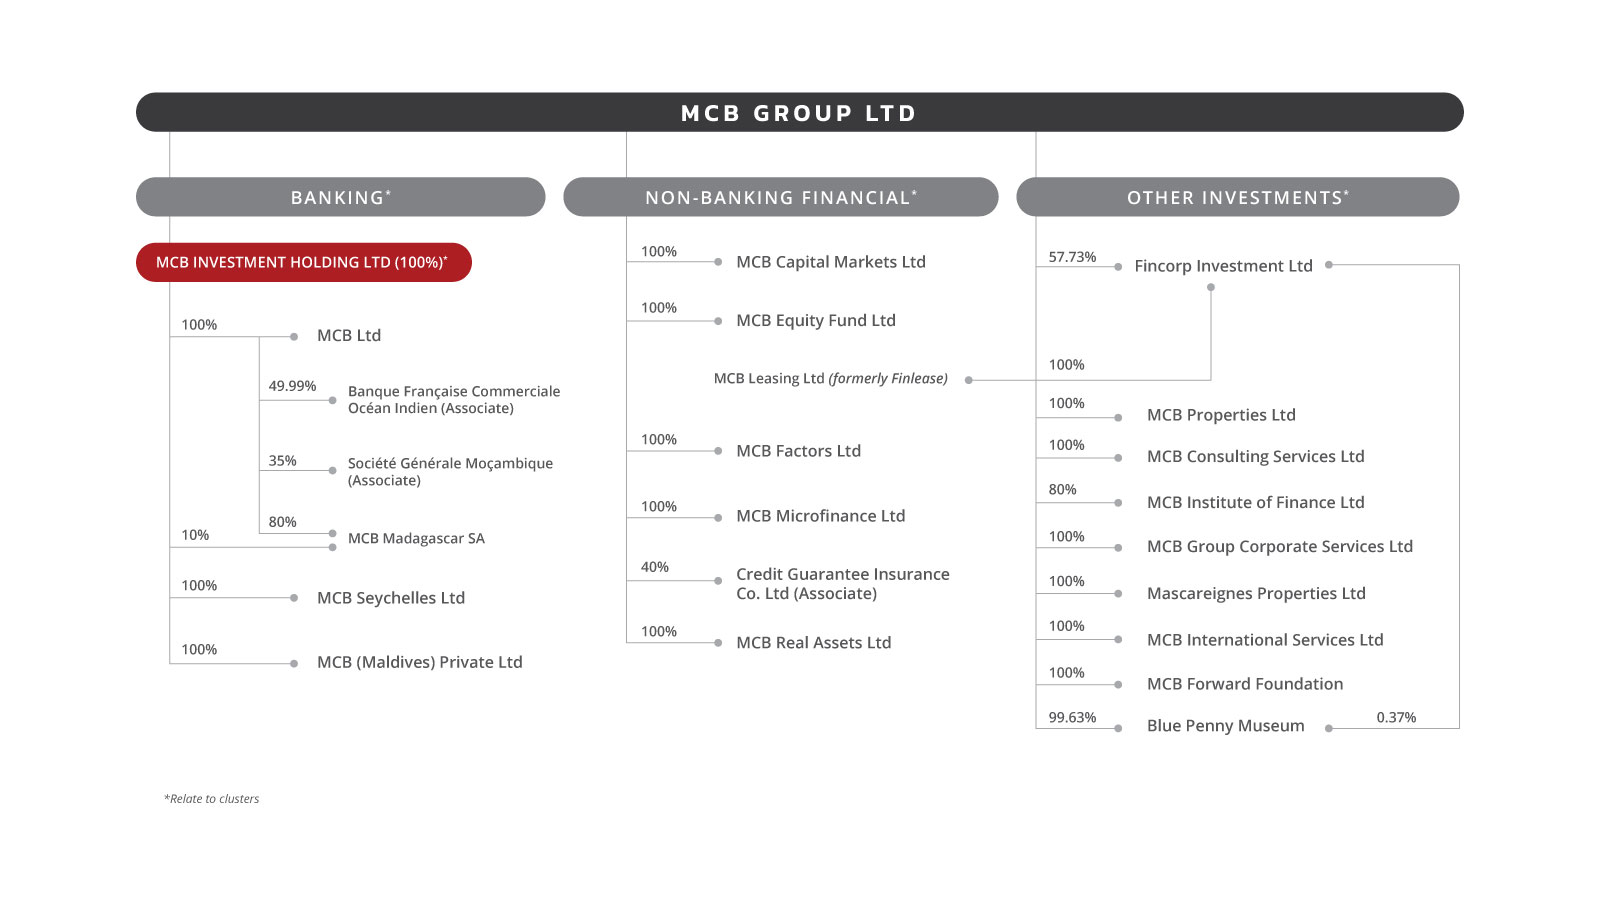 MCB GROUP LTD
BANKING*
MCB INVESTMENT HOLDING LTD (100%)*
100%
MCB Ltd
49.99%
Banque Française Commerciale
Océan Indien (Associate)
35%
Société Générale Moçambique
(Associate)
80%
10%
MCB Madagascar SA
100%
MCB Seychelles Ltd
100%
MCB (Maldives) Private Ltd
NON-BANKING FINANCIAL*
100%
MCB Capital Markets Ltd
100%
MCB Equity Fund Ltd
MCB Leasing Ltd (formerly Finlease)
100%
MCB Factors Ltd
100%
MCB Microfinance Ltd
40%
Credit Guarantee Insurance
Co. Ltd (Associate)
100%
MCB Real Assets Ltd
OTHER INVESTMENTS*
57.73%
Fincorp Investment Ltd
100%
100%
MCB Properties Ltd
100%
MCB Consulting Services Ltd
80%
MCB Institute of Finance Ltd
100%
MCB Group Corporate Services Ltd
100%
Mascareignes Properties Ltd
100%
MCB International Services Ltd
100%
MCB Forward Foundation
99.63%
Blue Penny Museum
0.37%
*Relate to clusters